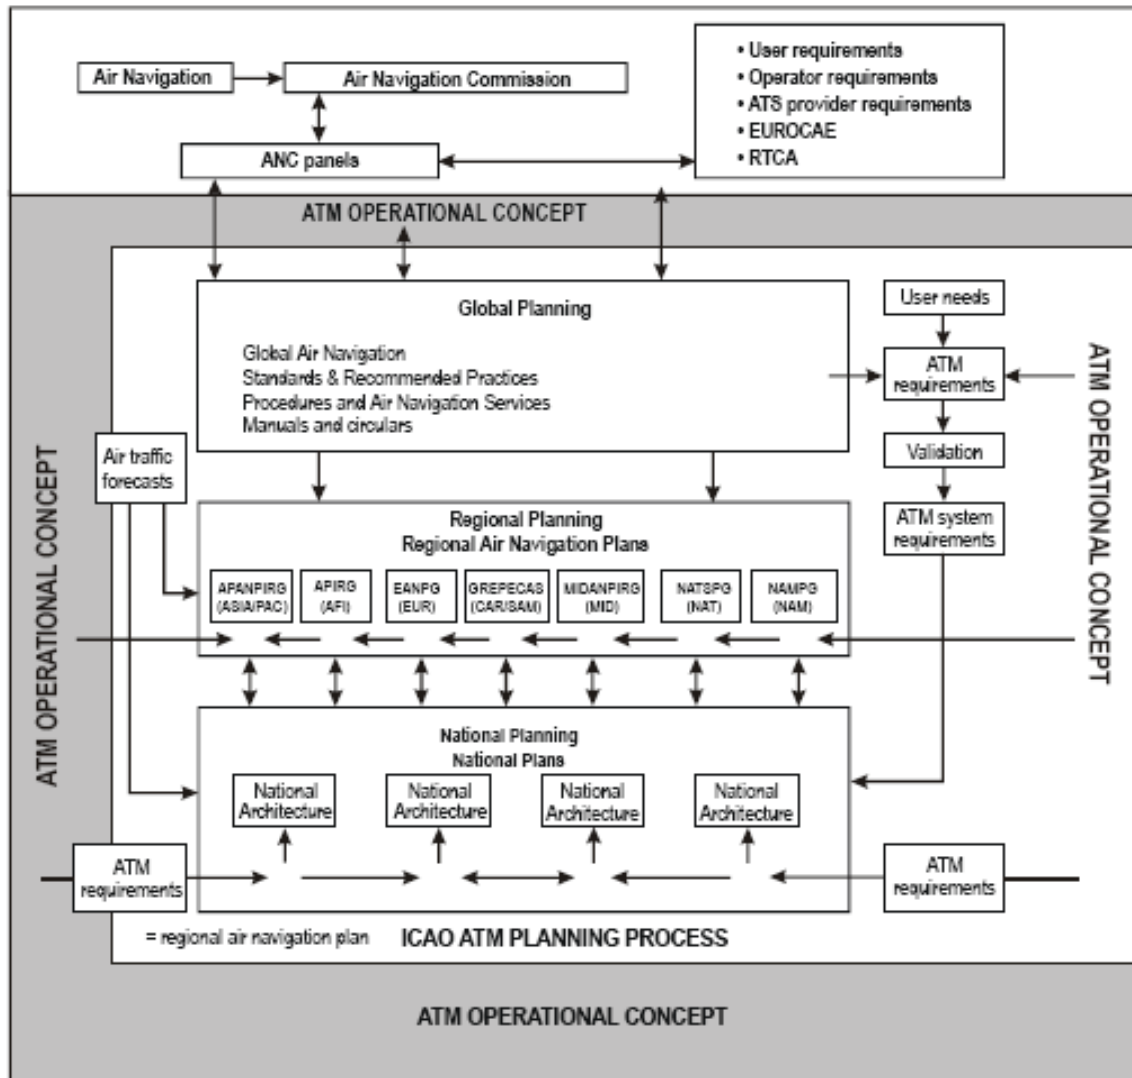 Air Navigation
Air Navigation Commission
ANC panels
• User requirements
• Operator requirements
• ATS provider requirements
• EUROCAE
• RTCA
ATM OPERATIONAL CONCEPT
Global Planning
Global Air Navigation
Standards & Recommended Practices
Procedures and Air Navigation Services
Manuals and circulars
User needs
ATM
requirements
Validation
ATM system
requirements
ATM OPERATIONAL CONCEPT
Air traffic
forecasts
ATM OPERATIONAL CONCEPT
Regional Planning
Regional Air Navigation Plans
APANPIRG
(ASIA/PAC)
APIRG
(AFI)
EANPG
(EUR)
GREPECAS
(CAR/SAM)
MIDANPIRG
(MID)
NATSPG
(NAT)
NAMPG
(NAM)
National Planning
National Plans
National
Architecture
National
Architecture
National
Architecture
National
Architecture
ATM
requirements
ATM
requirements
= regional air navigation plan
ICAO ATM PLANNING PROCESS
ATM OPERATIONAL CONCEPT